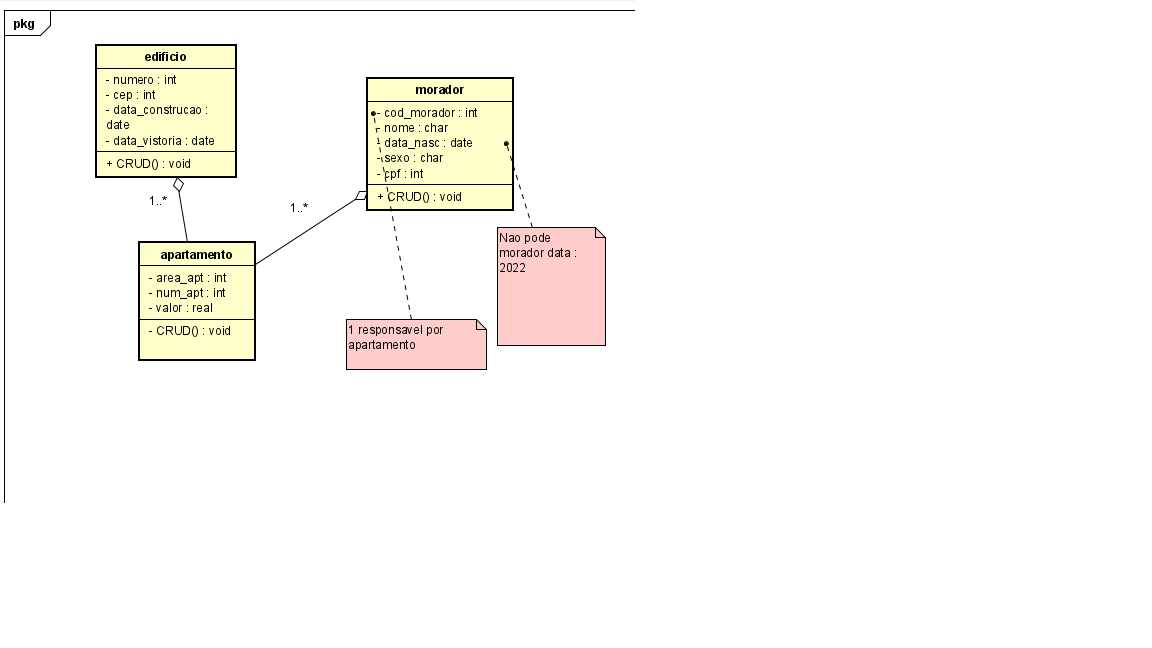 pkg
edificio
- numero : int
- cep : int
- data_construcao :
date
- data_vistoria : date
+ CRUD() : void
1..*
morador
- cod_morador : int
- nome : char
- data_nasc : date
- sexo : char
- cpf : int
+ CRUD() : void
1..*
apartamento
- area_apt : int
- num_apt : int
- valor : real
- CRUD() : void
Nao pode
morador data :
2022
1 responsavel por
apartamento